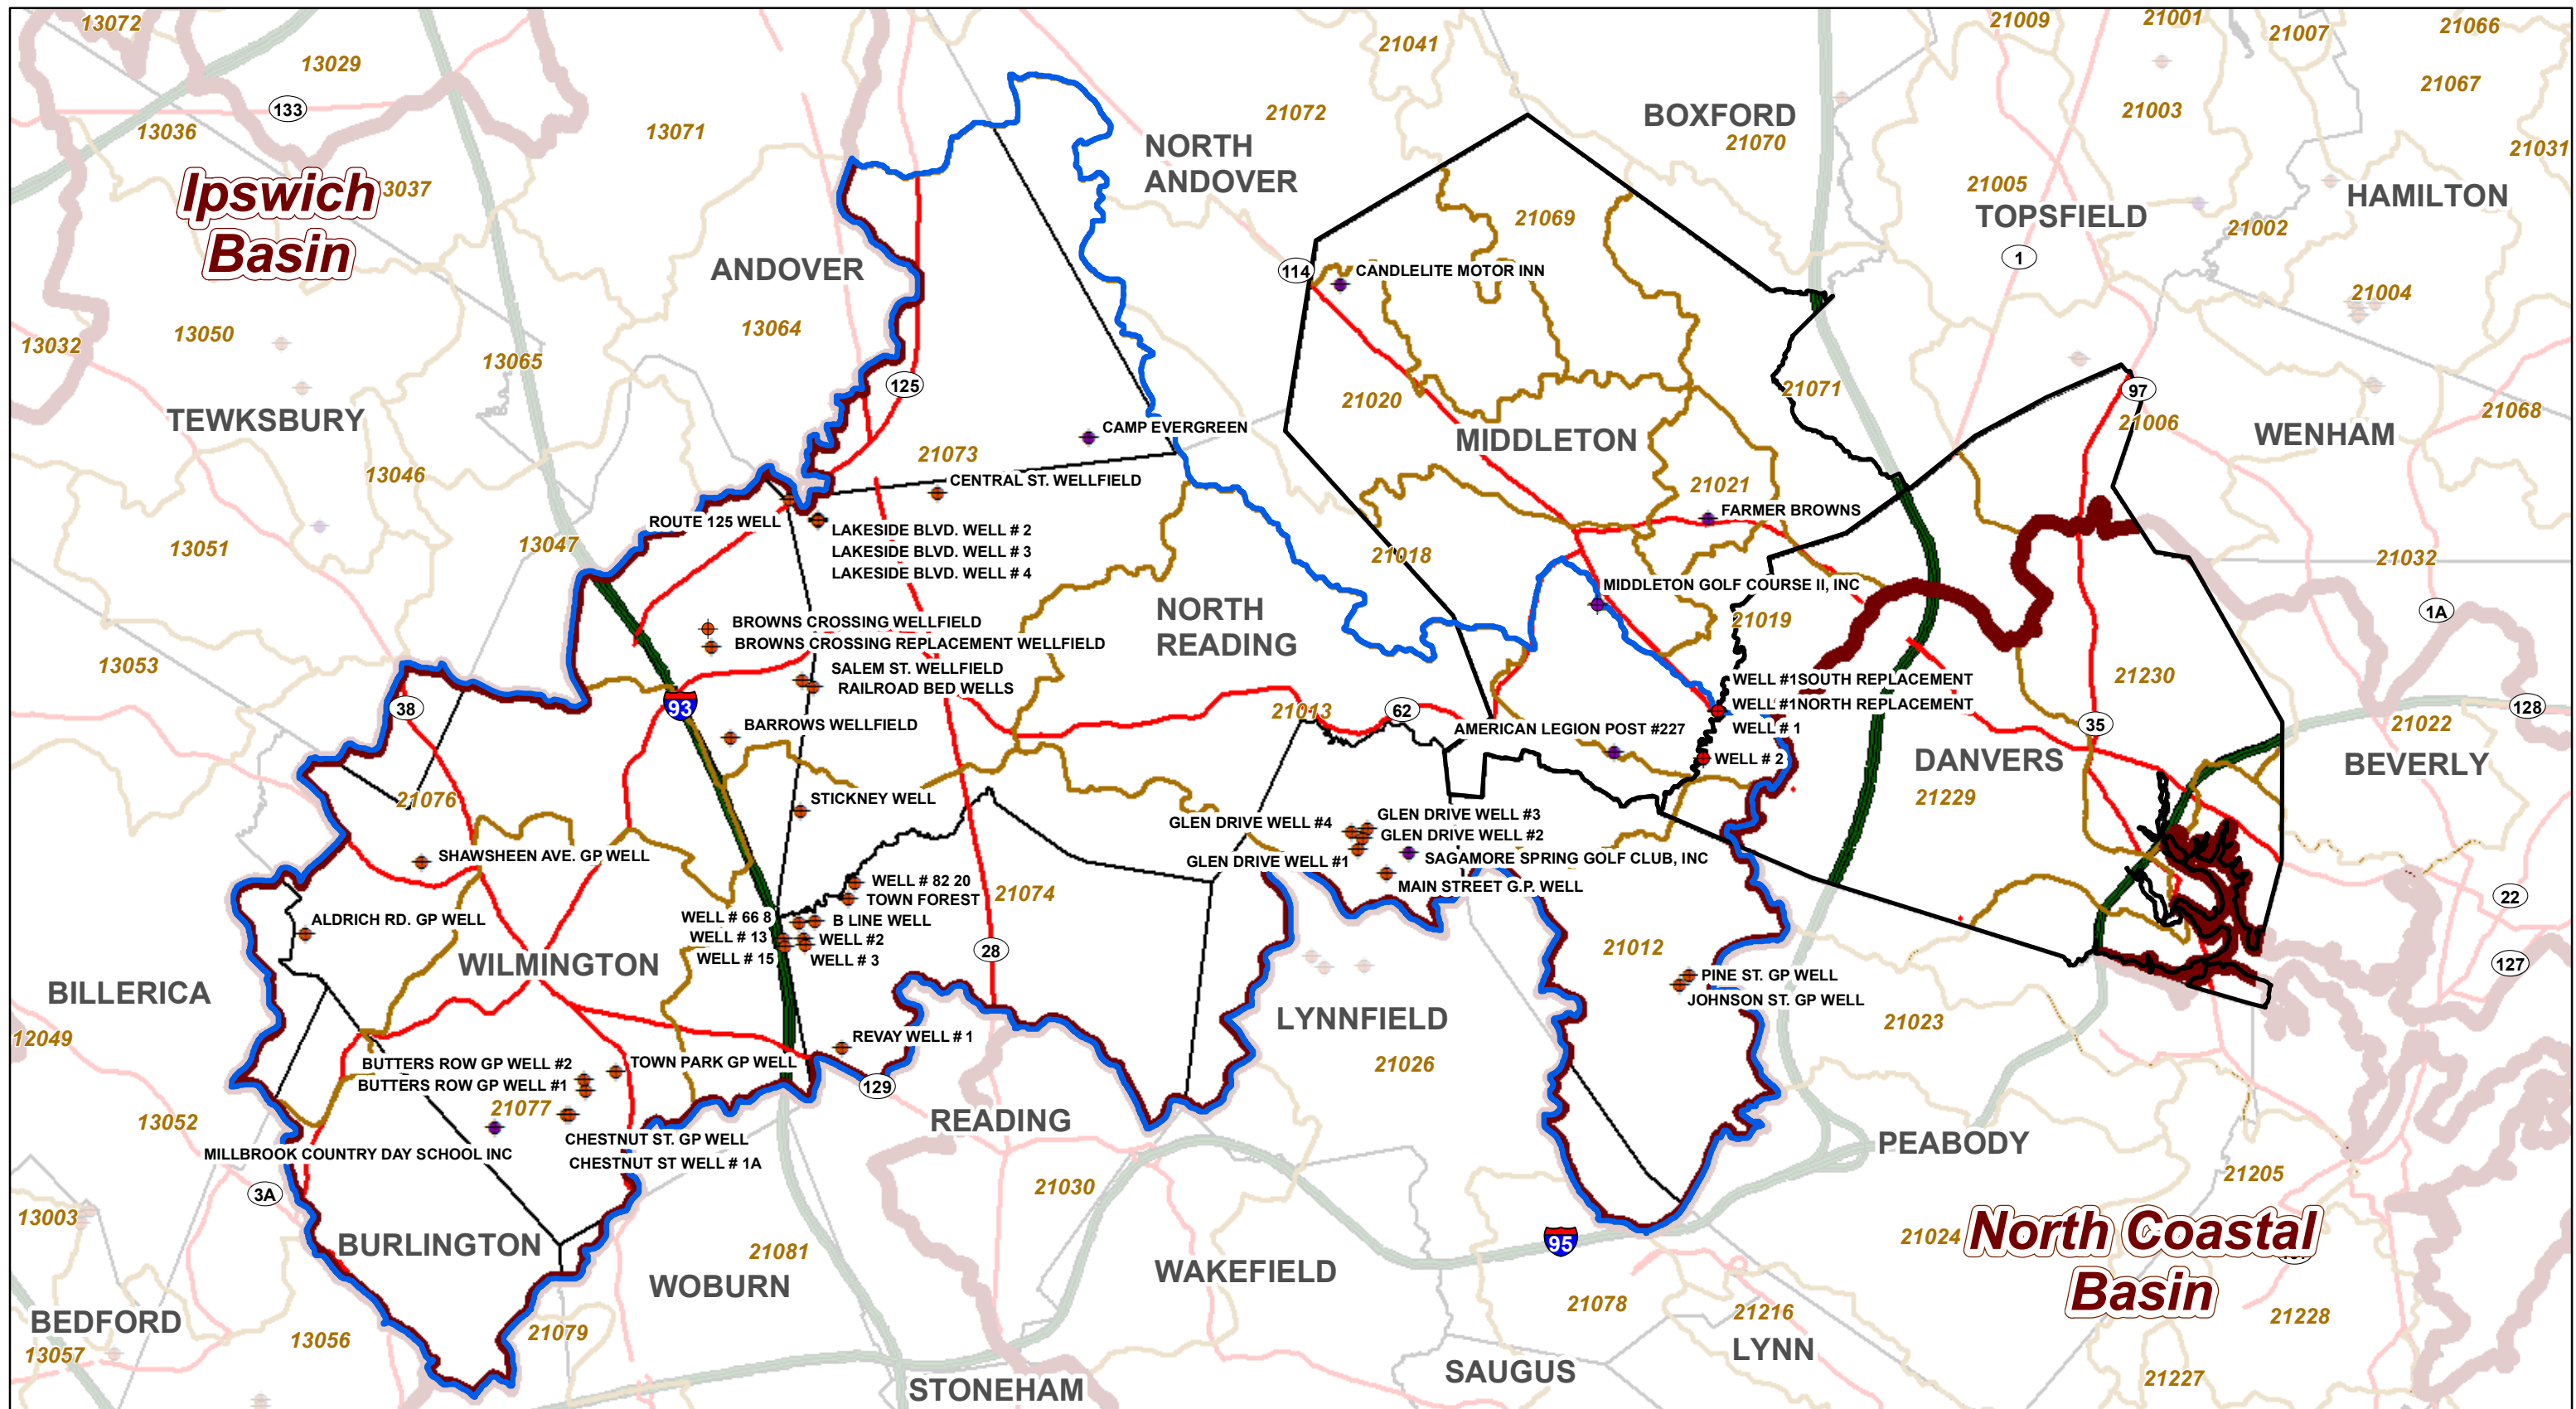 13072
21009
21001
21066
21007
21041
13029
21067
133
21072
BOXFORD
21003
13036
13071
21070
NORTH
ANDOVER
21031
Ipswich
Basin
13037
21005
HAMILTON
21069
TOPSFIELD
21002
1
ANDOVER
114
CANDLELITE MOTOR INN
21004
13064
13050
13032
13065
125
21071
97
21020
21068
TEWKSBURY
CAMP EVERGREEN
21006
MIDDLETON
WENHAM
21073
13046
CENTRAL ST. WELLFIELD
21021
FARMER BROWNS
ROUTE 125 WELL
LAKESIDE BLVD. WELL # 2
LAKESIDE BLVD. WELL # 3
LAKESIDE BLVD. WELL # 4
13051
13047
21018
21032
MIDDLETON GOLF COURSE II, INC
NORTH
READING
1A
21019
BROWNS CROSSING WELLFIELD
BROWNS CROSSING REPLACEMENT WELLFIELD
13053
SALEM ST. WELLFIELD
RAILROAD BED WELLS
WELL #1SOUTH REPLACEMENT
21230
38
93
62
21013
WELL #1NORTH REPLACEMENT
128
BARROWS WELLFIELD
AMERICAN LEGION POST #227
WELL # 1
35
21022
WELL # 2
DANVERS
BEVERLY
21076
STICKNEY WELL
21229
GLEN DRIVE WELL #4
GLEN DRIVE WELL #3
GLEN DRIVE WELL #2
SHAWSHEEN AVE. GP WELL
GLEN DRIVE WELL #1
SAGAMORE SPRING GOLF CLUB, INC
MAIN STREET G.P. WELL
WELL # 82 20
TOWN FOREST
21074
22
ALDRICH RD. GP WELL
WELL # 66 8
B LINE WELL
WELL # 13
WELL #2
WELL # 15
WELL # 3
28
21012
WILMINGTON
127
PINE ST. GP WELL
BILLERICA
JOHNSON ST. GP WELL
LYNNFIELD
21023
12049
REVAY WELL # 1
BUTTERS ROW GP WELL #2
TOWN PARK GP WELL
21026
BUTTERS ROW GP WELL #1
129
21077
13052
READING
CHESTNUT ST. GP WELL
PEABODY
MILLBROOK COUNTRY DAY SCHOOL INC
CHESTNUT ST WELL # 1A
21205
3A
21030
13003
North Coastal
Basin
21024
BURLINGTON
95
21081
WAKEFIELD
WOBURN
BEDFORD
21078
21216
21228
13056
21079
LYNN
13057
SAUGUS
21227
STONEHAM